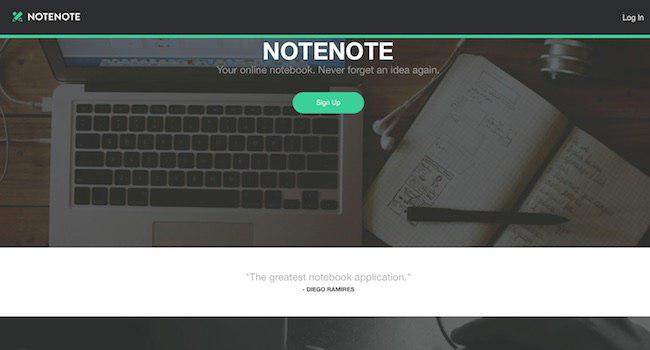 NOTENOTE
Log In
NOTENOTE
Your online notebook. Never forget an idea again.
Sign Up
"The greatest notebook application."
- DIEGO RAMIRES